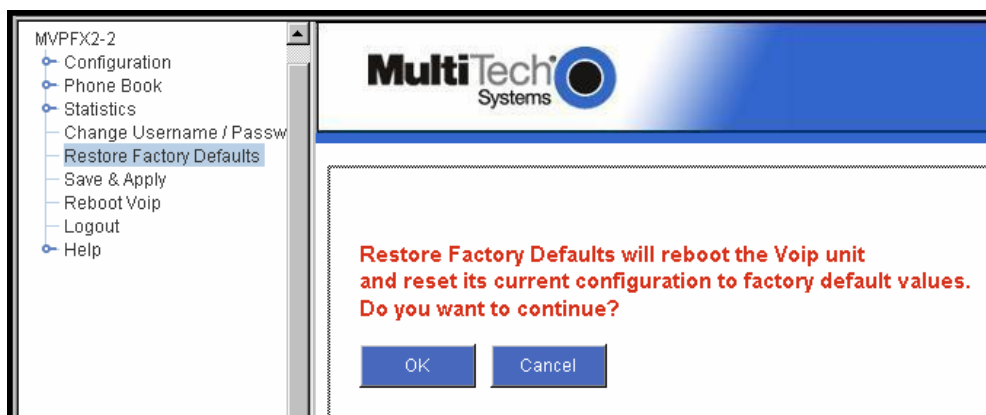 MVPFX2-2
Configuration
Phone Book
Statistics
Change Username / Passw
Restore Factory Defaults
Save & Apply
Reboot Voip
Logout
Help
MultiTech
Systems
Restore Factory Defaults will reboot the Voip unit
and reset its current configuration to factory default values.
Do you want to continue?
OK Cancel